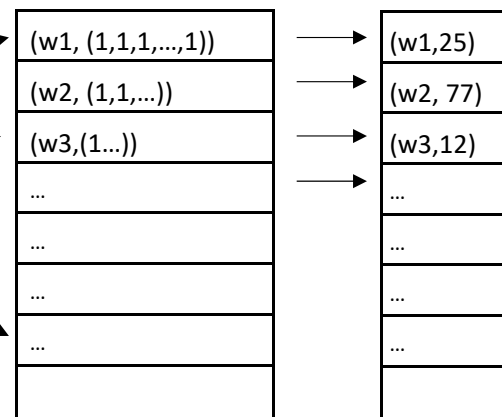 (w1, (1,1,1,…,1))
(w2, (1,1,…))
(w3,(1…))
…
…
…
…
(w1,25)
(w2, 77)
(w3,12)
…
…
…
…